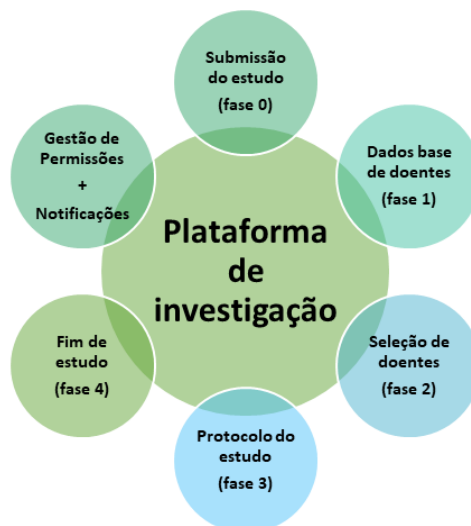 Submissão
do estudo
(fase 0)
Dados base
de doentes
(fase 1)
Seleção de
doentes
(fase 2)
Protocolo do
estudo
(fase 3)
Fim de
estudo
(fase 4)
Gestão de
Permissões
+
Notificações
Plataforma
de
investigação